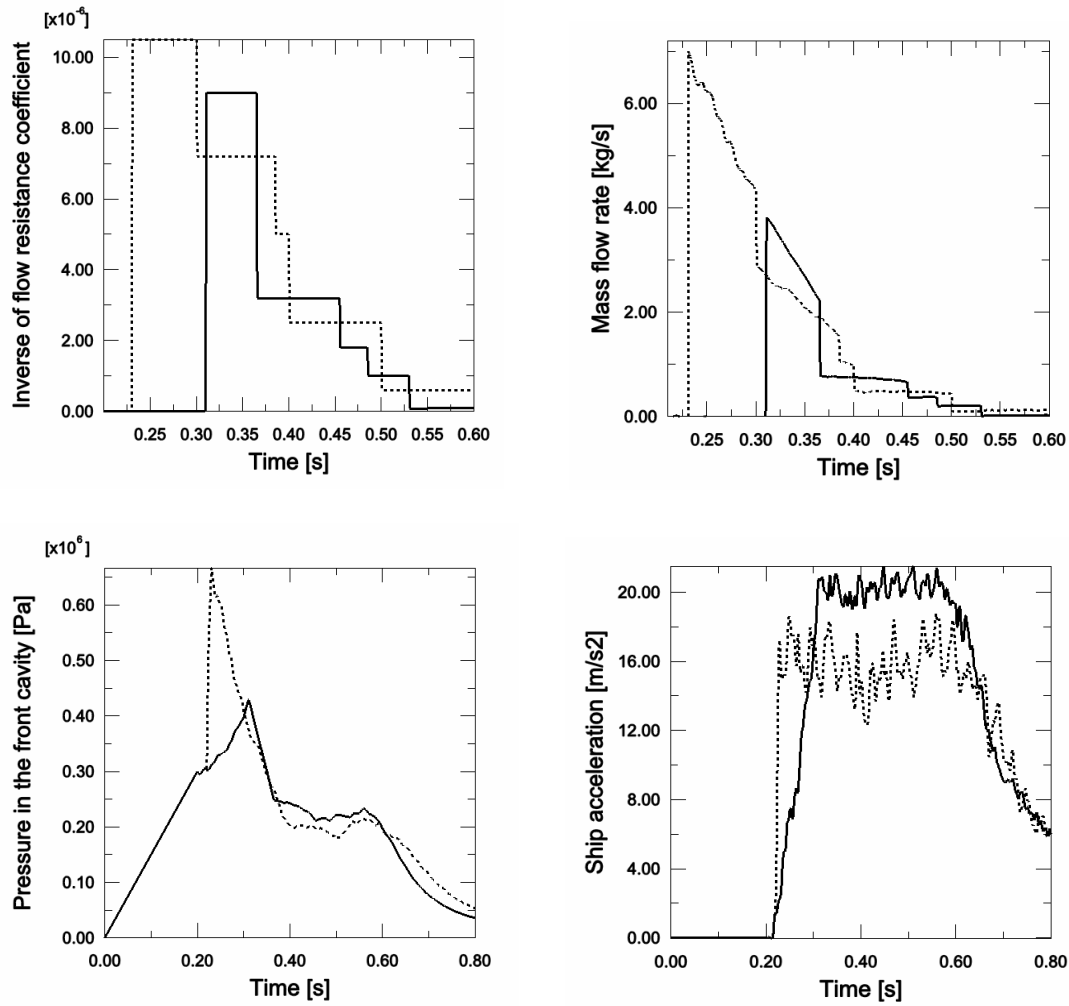 [x10⁻⁶]
Inverse of flow resistance coefficient
10.00
8.00
6.00
4.00
2.00
0.00
0.25 0.30 0.35 0.40 0.45 0.50 0.55 0.60
Time [s]
Mass flow rate [kg/s]
6.00
4.00
2.00
0.00
0.25 0.30 0.35 0.40 0.45 0.50 0.55 0.60
Time [s]
[x10⁶]
Pressure in the front cavity [Pa]
0.60
0.50
0.40
0.30
0.20
0.10
0.00
0.00 0.20 0.40 0.60 0.80
Time [s]
Ship acceleration [m/s2]
20.00
16.00
12.00
8.00
4.00
0.00
0.00 0.20 0.40 0.60 0.80
Time [s]